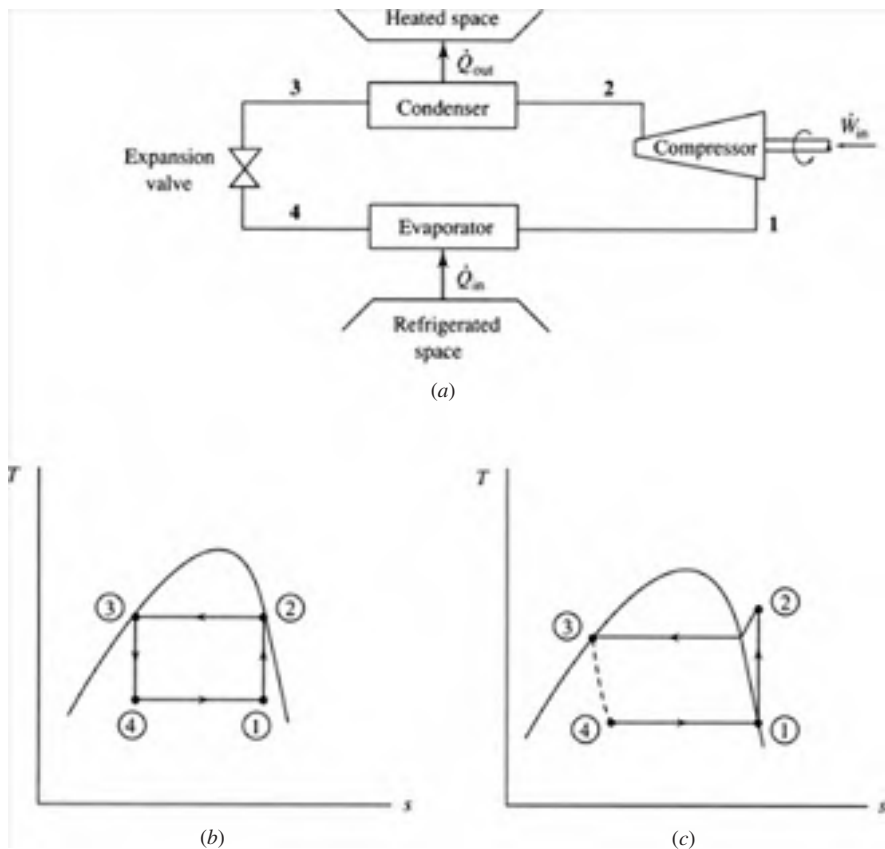 Heated space
Q̇out
3
2
Condenser
Ẇin
Compressor
Expansion
valve
4
Evaporator
1
Q̇in
Refrigerated
space
(a)
T
T
3
2
2
3
4
1
4
1
s
s
(b)
(c)